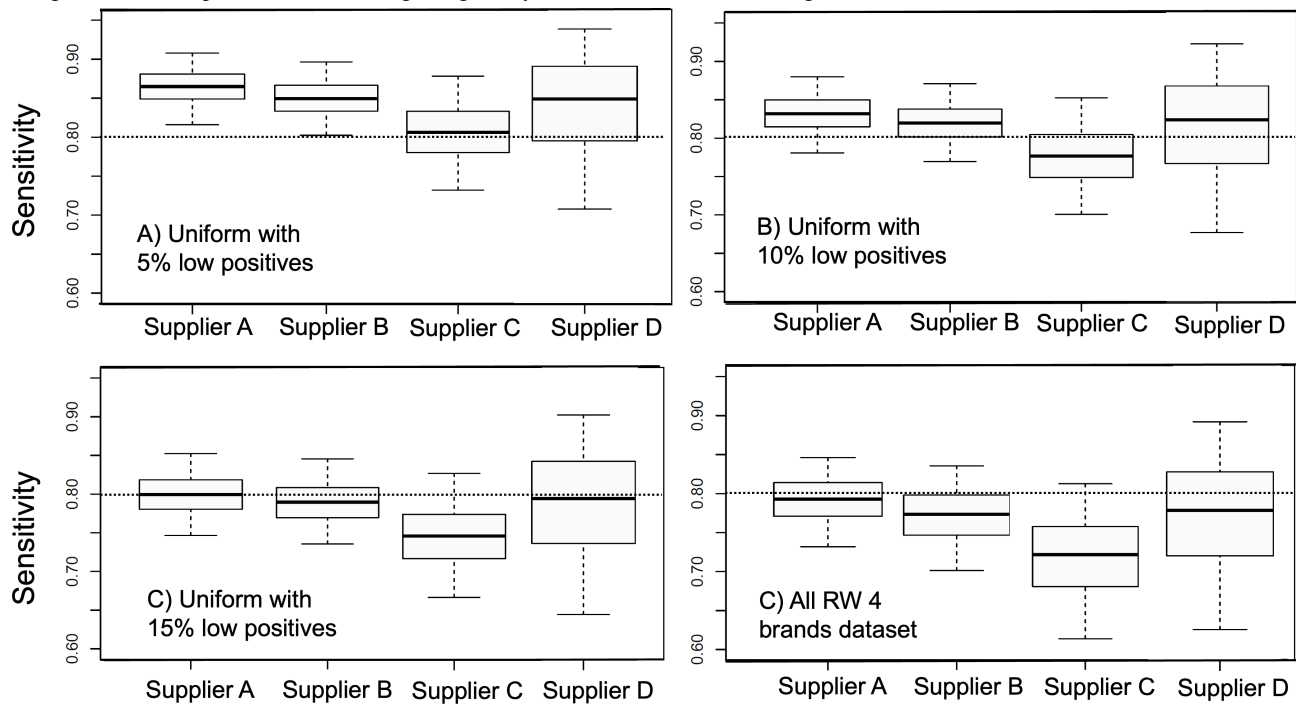 Sensitivity
0.90
0.80
0.70
0.60
A) Uniform with
5% low positives
Supplier A
Supplier B
Supplier C
Supplier D
0.90
0.80
0.70
0.60
B) Uniform with
10% low positives
Supplier A
Supplier B
Supplier C
Supplier D
Sensitivity
0.90
0.80
0.70
0.60
C) Uniform with
15% low positives
Supplier A
Supplier B
Supplier C
Supplier D
0.90
0.80
0.70
0.60
C) All RW 4
brands dataset
Supplier A
Supplier B
Supplier C
Supplier D